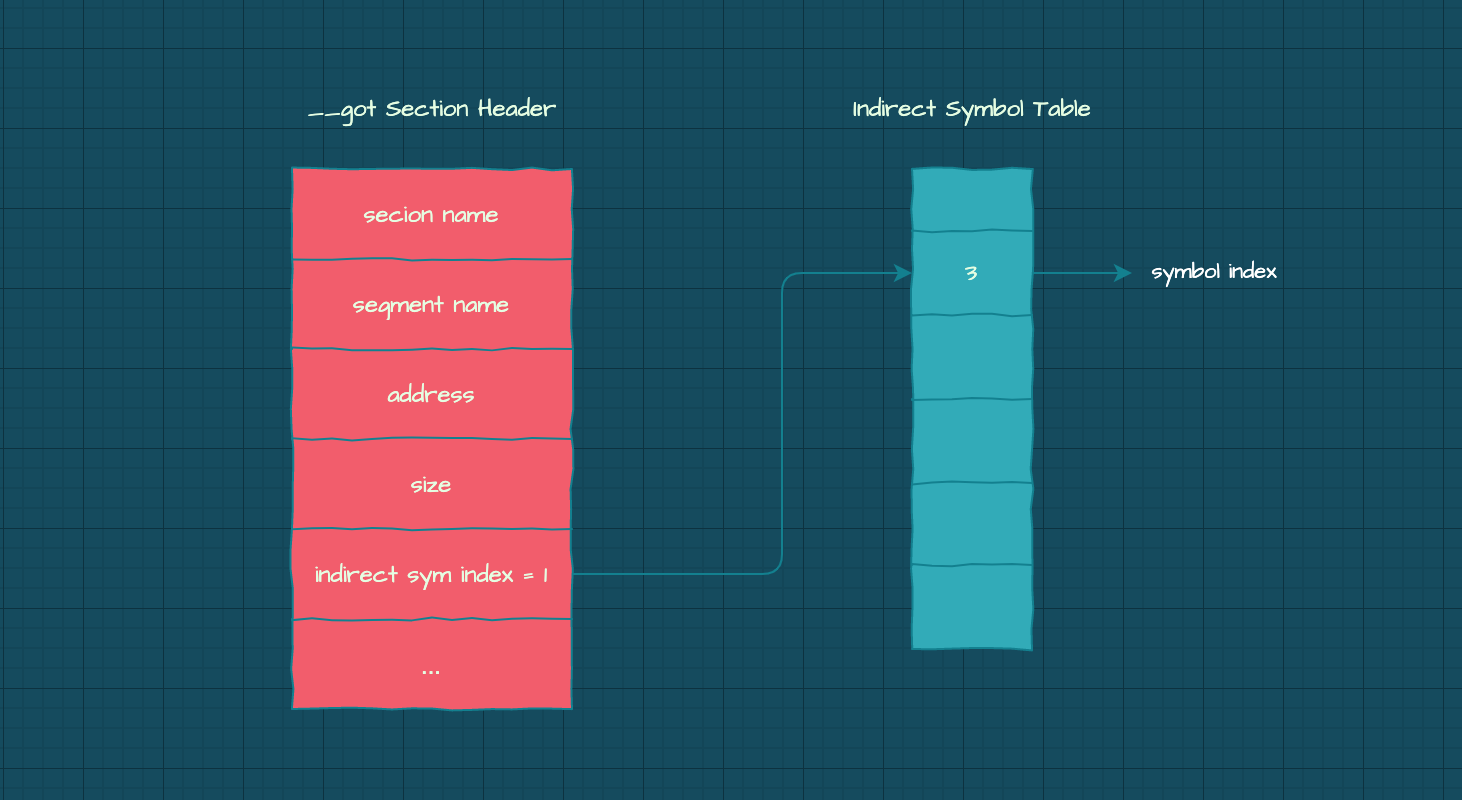 __got Section Header
secion name
segment name
address
size
indirect sym index = 1
...
Indirect Symbol Table
3
symbol index